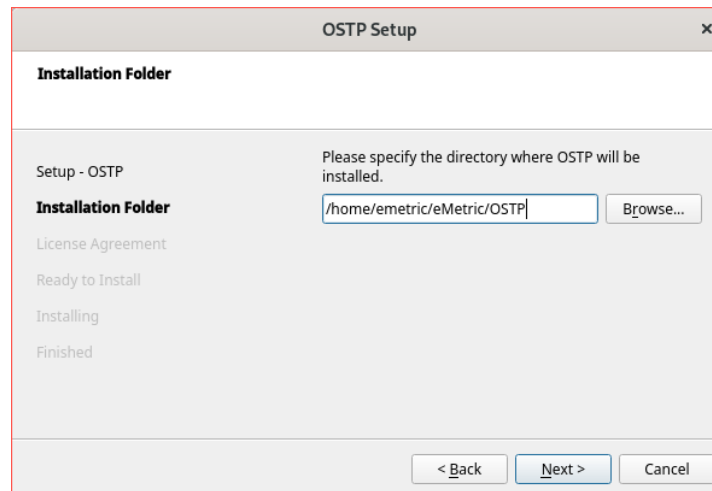 OSTP Setup
Installation Folder
Setup - OSTP
Installation Folder
License Agreement
Ready to Install
Installing
Finished
Please specify the directory where OSTP will be
installed.
/home/emetric/eMetric/OSTP
Browse...
< Back
Next >
Cancel